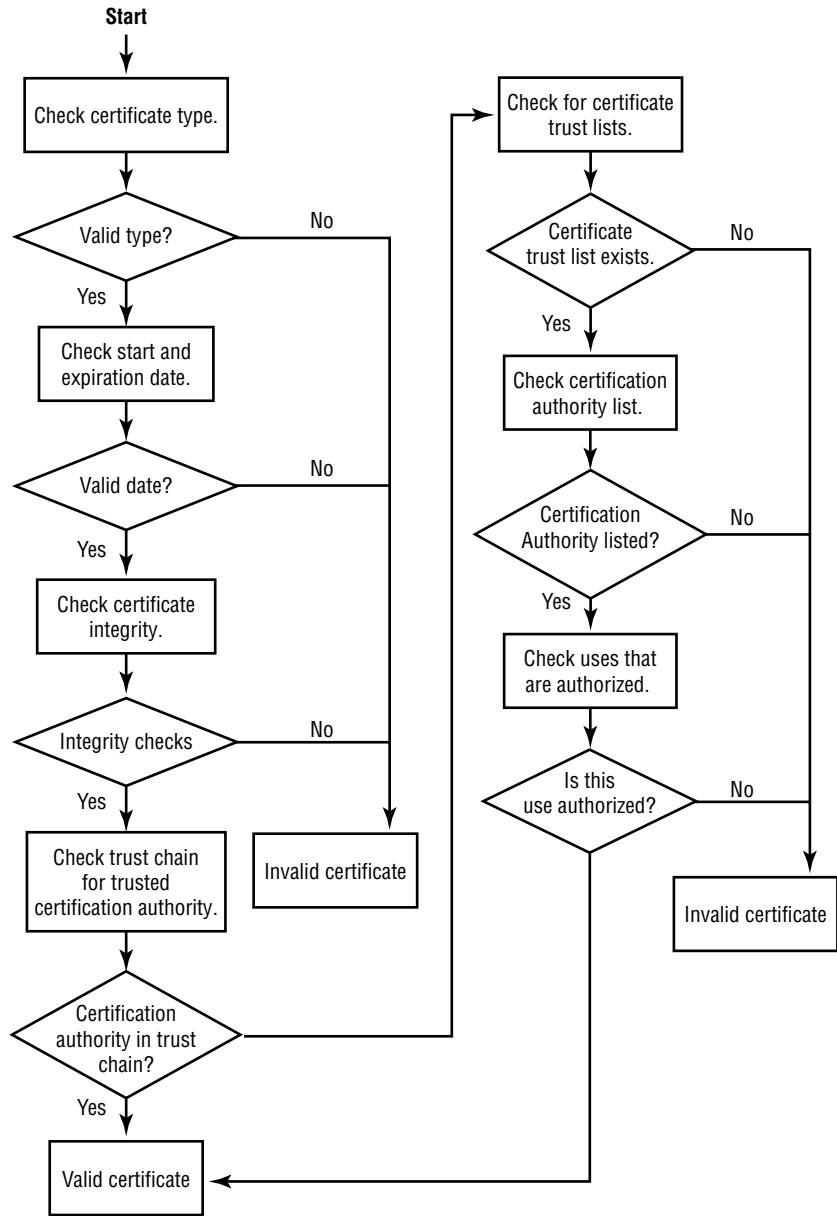 Start
Check certificate type.
Valid type?
No
Yes
Check start and
expiration date.
Valid date?
No
Yes
Check certificate
integrity.
Integrity checks
No
Yes
Check trust chain
for trusted
certification authority.
Invalid certificate
Certification
authority in trust
chain?
Yes
Valid certificate
Check for certificate
trust lists.
Certificate
trust list exists.
No
Yes
Check certification
authority list.
Certification
Authority listed?
No
Yes
Check uses that
are authorized.
Is this
use authorized?
No
Invalid certificate